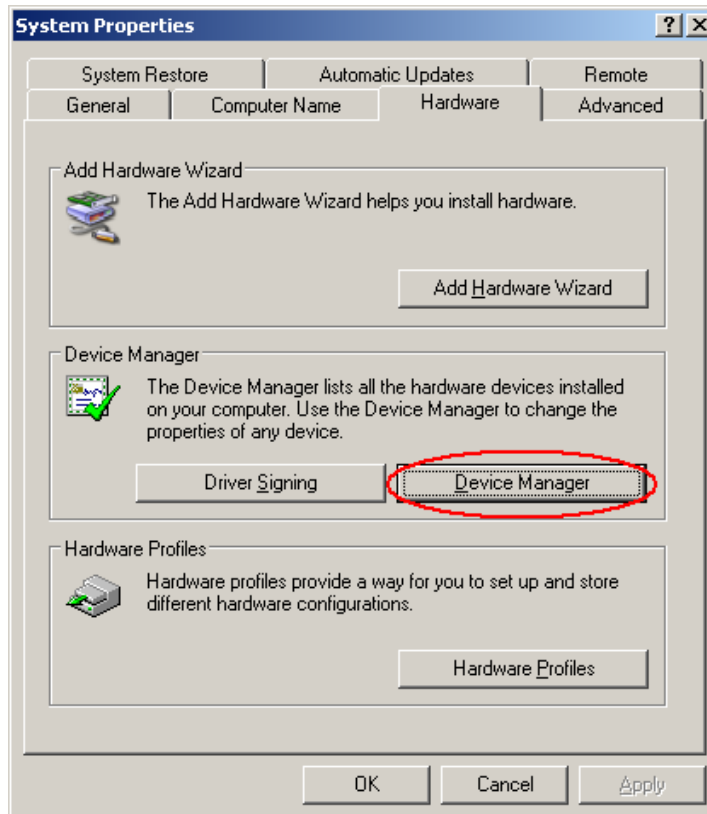 System Properties
System Restore Automatic Updates Remote
General Computer Name Hardware Advanced
Add Hardware Wizard
The Add Hardware Wizard helps you install hardware.
Add Hardware Wizard
Device Manager
The Device Manager lists all the hardware devices installed
on your computer. Use the Device Manager to change the
properties of any device.
Driver Signing Device Manager
Hardware Profiles
Hardware profiles provide a way for you to set up and store
different hardware configurations.
Hardware Profiles
OK Cancel Apply